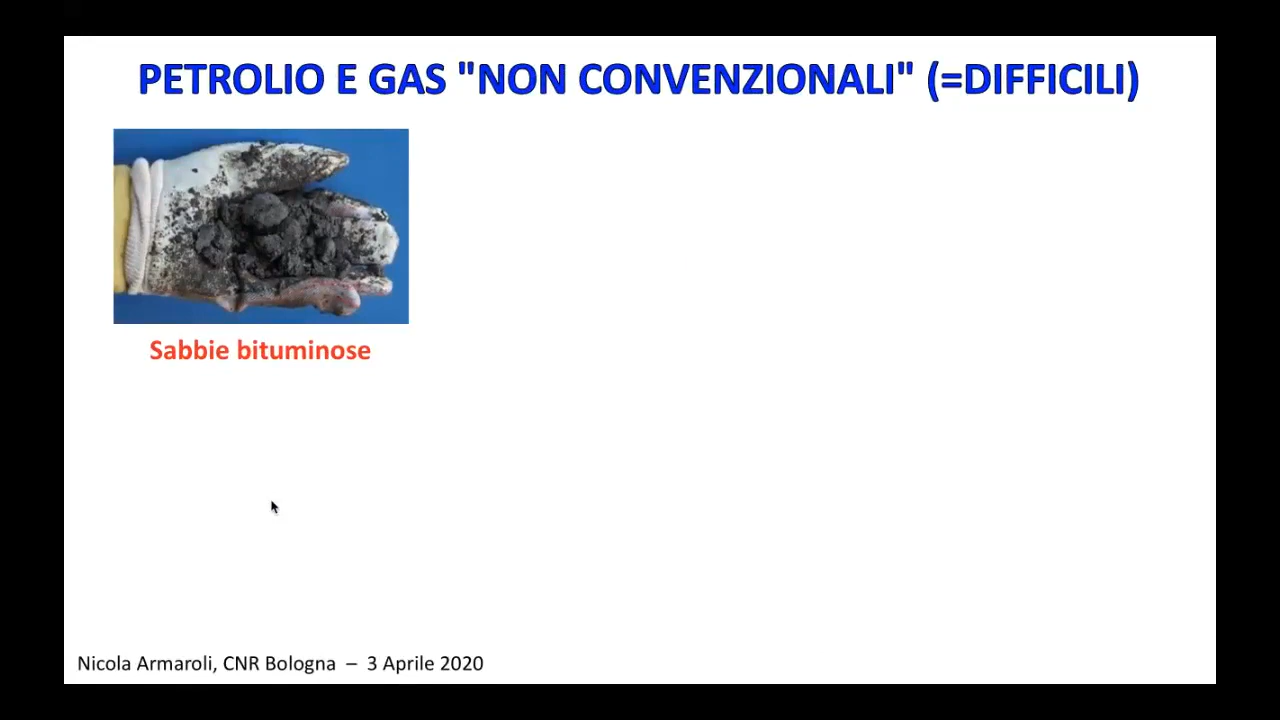 PETROLIO E GAS "NON CONVENZIONALI" (=DIFFICILI)
Sabbie bituminose
Nicola Armaroli, CNR Bologna – 3 Aprile 2020